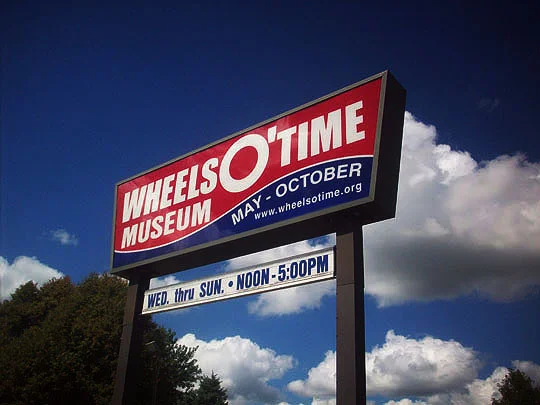 WHEELS O' TIME
MUSEUM
MAY - OCTOBER
www.wheelsotime.org
WED. thru SUN. • NOON - 5:00PM